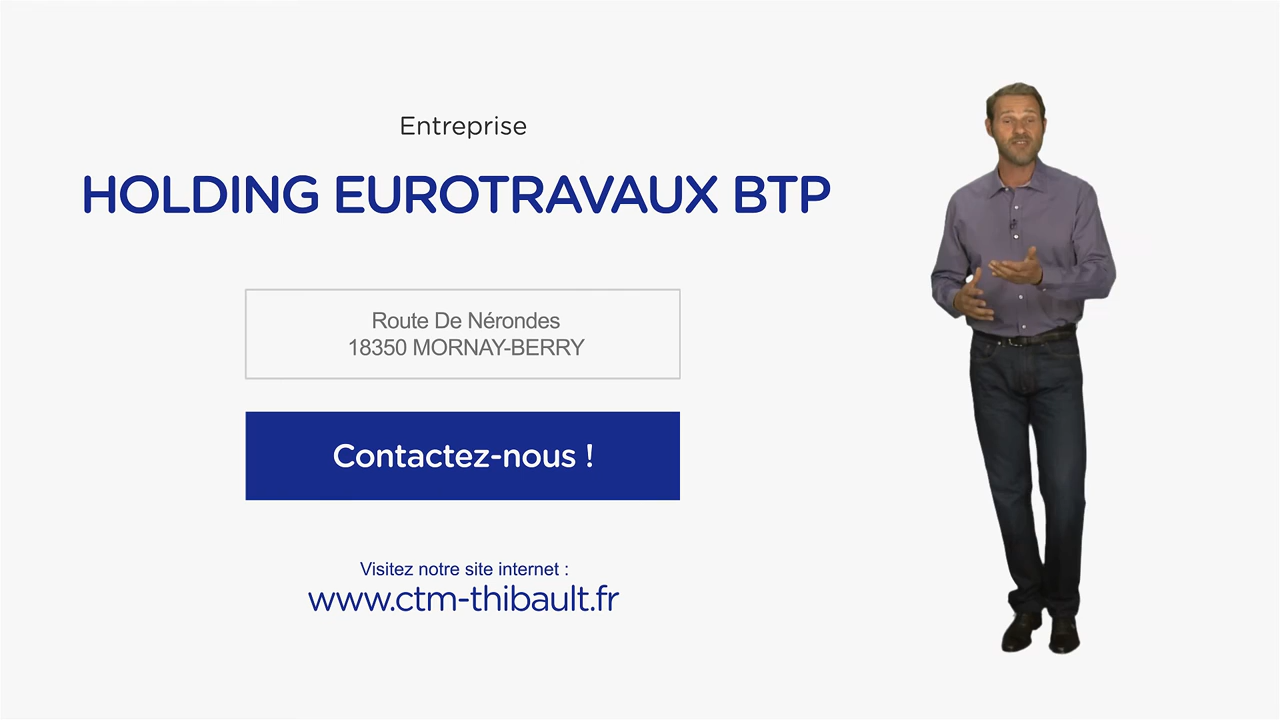 Entreprise
HOLDING EUROTRAVAUX BTP
Route De Nérondes
18350 MORNAY-BERRY
Contactez-nous !
Visitez notre site internet :
www.ctm-thibault.fr